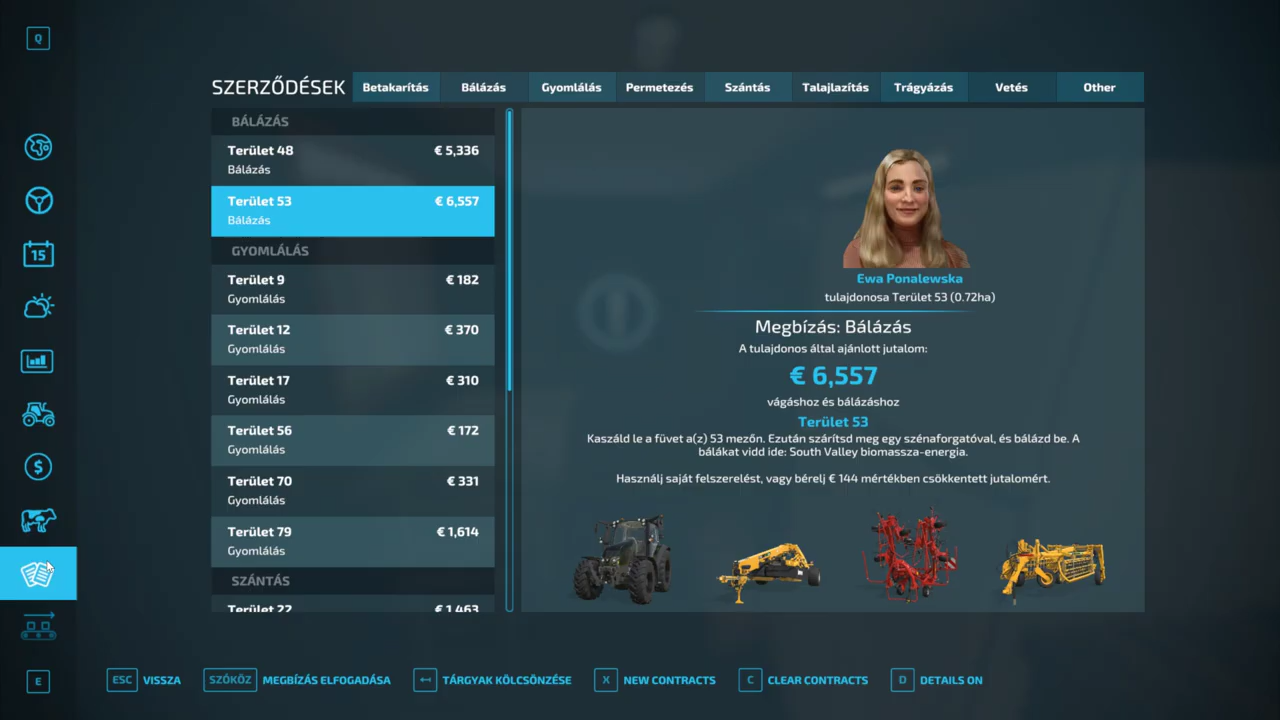 Q
SZERZŐDÉSEK
Betakarítás
Bálázás
Gyomlálás
Permetezés
Szántás
Talajlazítás
Trágyázás
Vetés
Other
BÁLÁZÁS
Terület 48 € 5,336
Bálázás
Terület 53 € 6,557
Bálázás
GYOMLÁLÁS
Terület 9 € 182
Gyomlálás
Terület 12 € 370
Gyomlálás
Terület 17 € 310
Gyomlálás
Terület 56 € 172
Gyomlálás
Terület 70 € 331
Gyomlálás
Terület 79 € 1,614
Gyomlálás
SZÁNTÁS
Terület 22 € 1,463
Ewa Ponalewska
tulajdonosa Terület 53 (0.72ha)
Megbízás: Bálázás
A tulajdonos által ajánlott jutalom:
€ 6,557
vágáshoz és bálázáshoz
Terület 53
Kaszáld le a füvet a(z) 53 mezőn. Ezután szárítsd meg egy szénaforgatóval, és bálázd be. A
bálákat vidd ide: South Valley biomassza-energia.
Használj saját felszerelést, vagy bérelj € 144 mértékben csökkentett jutalomért.
15
$
E
ESC VISSZA
SZÓKÖZ MEGBÍZÁS ELFOGADÁSA
TÁRGYAK KÖLCSÖNZÉSE
X NEW CONTRACTS
C CLEAR CONTRACTS
D DETAILS ON